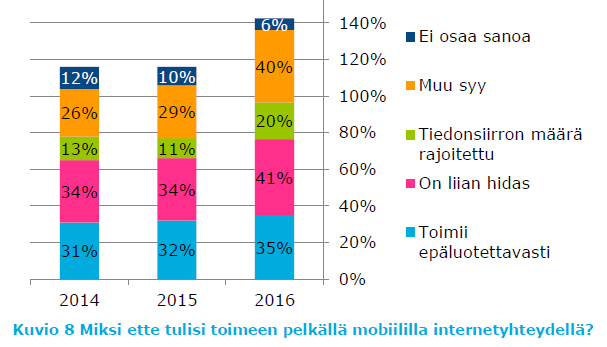 140%
120%
100%
80%
60%
40%
20%
0%
12%
26%
13%
34%
31%
10%
29%
11%
34%
32%
6%
40%
20%
41%
35%
2014 2015 2016
Ei osaa sanoa
Muu syy
Tiedonsiirron määrä
rajoitettu
On liian hidas
Toimii
epäluotettavasti
Kuvio 8 Miksi ette tulisi toimeen pelkällä mobiililla internetyhteydellä?